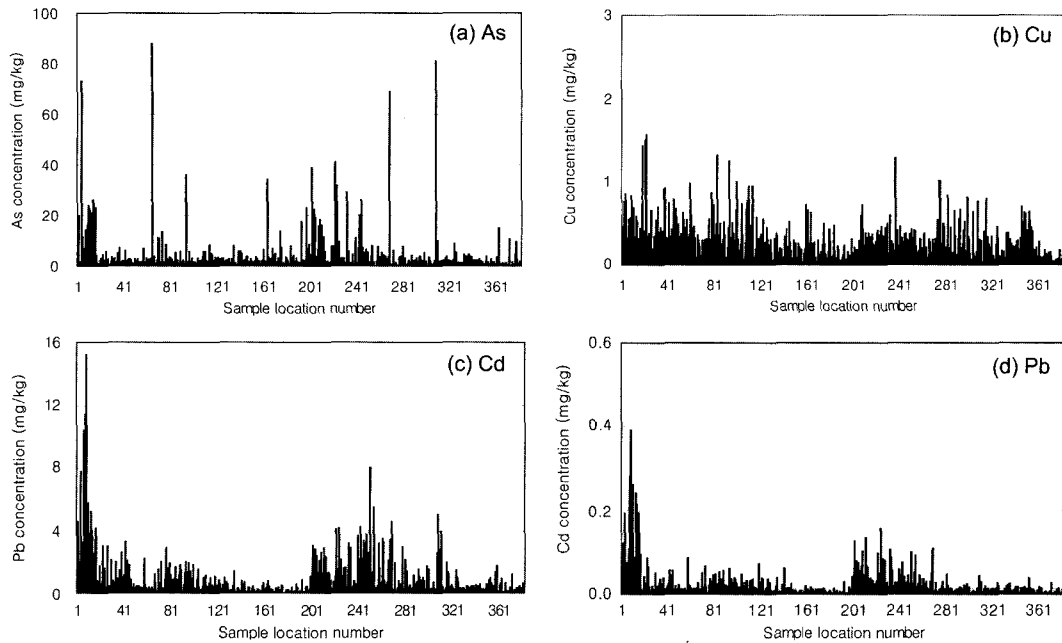 (a) As
As concentration (mg/kg)
100
80
60
40
20
0
1 41 81 121 161 201 241 281 321 361
Sample location number
(b) Cu
Cu concentration (mg/kg)
3
2
1
0
1 41 81 121 161 201 241 281 321 361
Sample location number
(c) Cd
Pb concentration (mg/kg)
16
12
8
4
0
1 41 81 121 161 201 241 281 321 361
Sample location number
(d) Pb
Cd concentration (mg/kg)
0.6
0.4
0.2
0.0
1 41 81 121 161 201 241 281 321 361
Sample location number